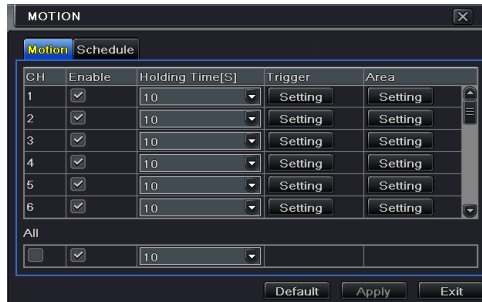 MOTION
Motion Schedule
CH Enable Holding Time[S] Trigger Area
1 10 Setting Setting
2 10 Setting Setting
3 10 Setting Setting
4 10 Setting Setting
5 10 Setting Setting
6 10 Setting Setting
All
10
Default Apply Exit